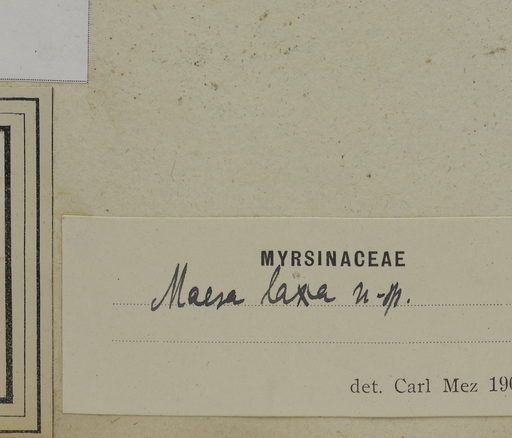 MYRSINACEAE
Maesa laxa n. sp.
det. Carl Mez 190